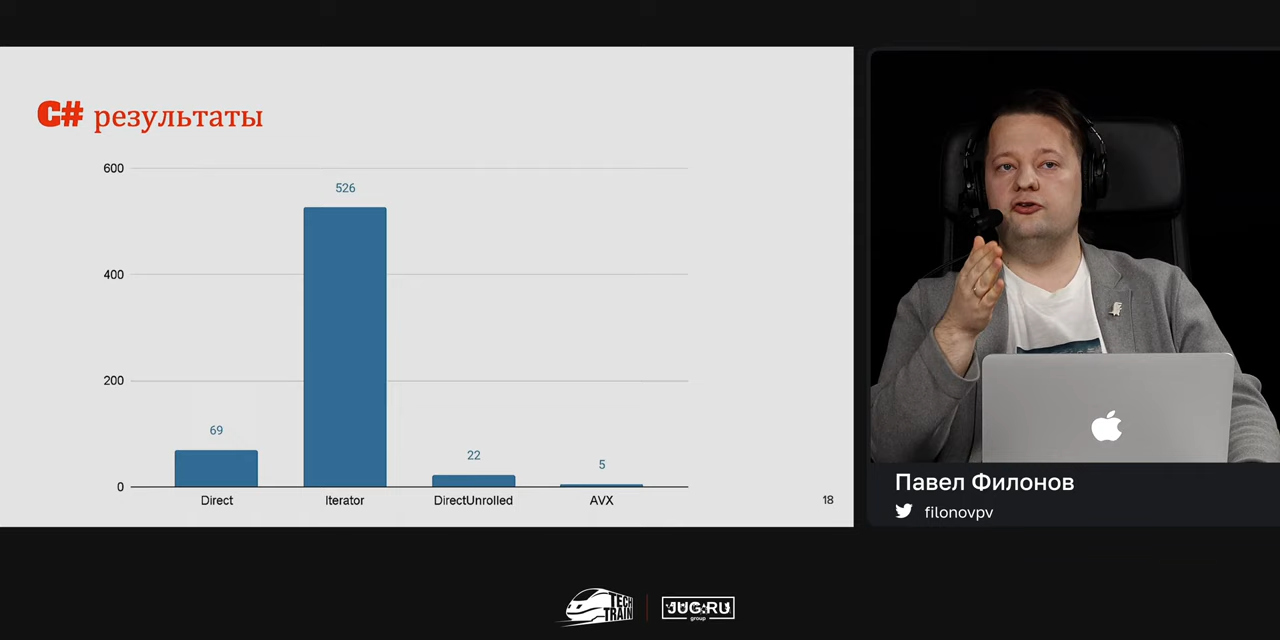 C# результаты
600
526
400
200
69
22
5
0
Direct
Iterator
DirectUnrolled
AVX
18
Павел Филонов
filonovpv
TECH
TRAIN
JUG.RU
group